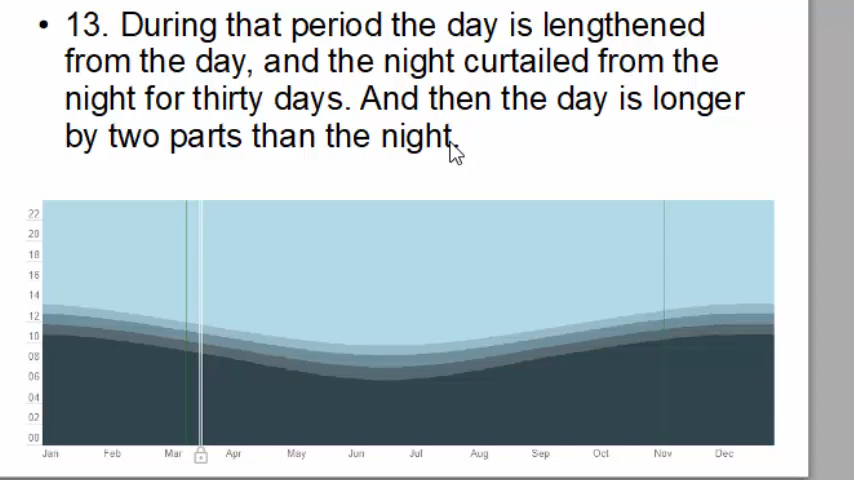 • 13. During that period the day is lengthened
from the day, and the night curtailed from the
night for thirty days. And then the day is longer
by two parts than the night.
22
20
18
16
14
12
10
08
06
04
02
00
Jan Feb Mar Apr May Jun Jul Aug Sep Oct Nov Dec